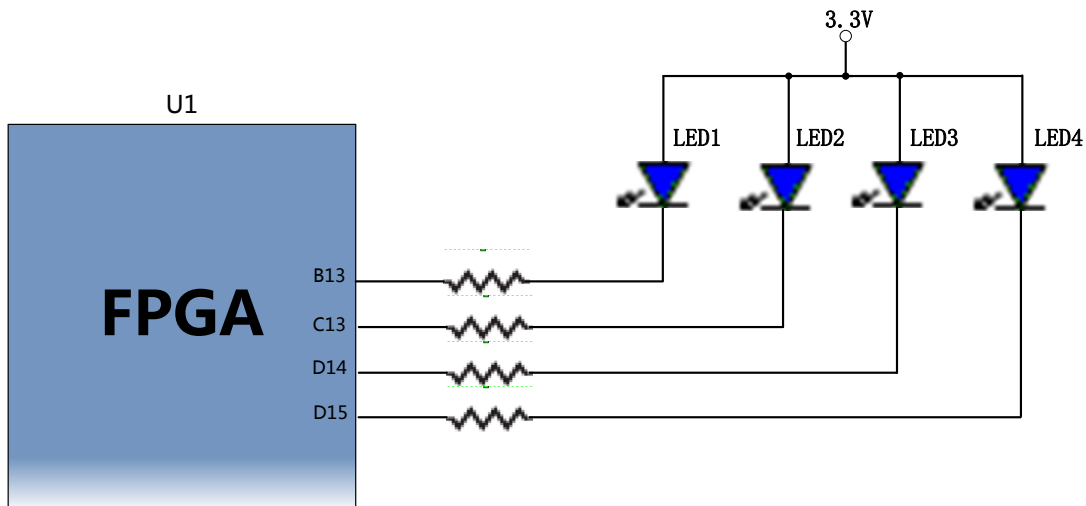 3.3V
U1
LED1
LED2
LED3
LED4
B13
FPGA
C13
D14
D15